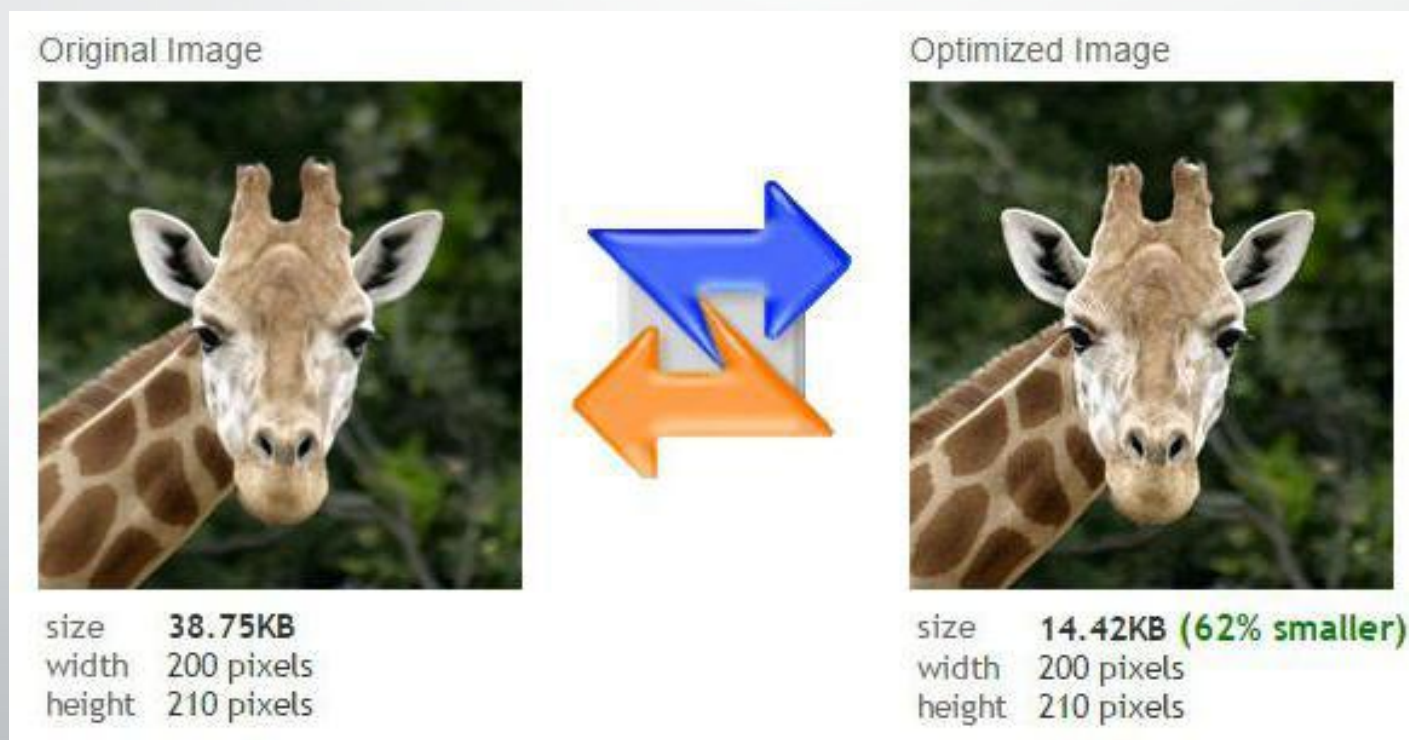 Original Image
size 38.75KB
width 200 pixels
height 210 pixels
Optimized Image
size 14.42KB (62% smaller)
width 200 pixels
height 210 pixels